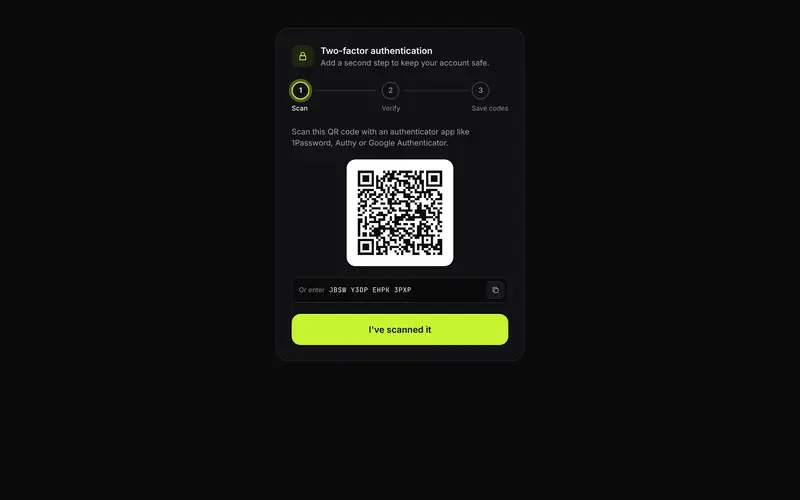 Two-factor authentication
Add a second step to keep your account safe.
1 2 3
Scan Verify Save codes
Scan this QR code with an authenticator app like
1Password, Authy or Google Authenticator.
Or enter JBSW Y3DP EHPK 3PXP
I've scanned it